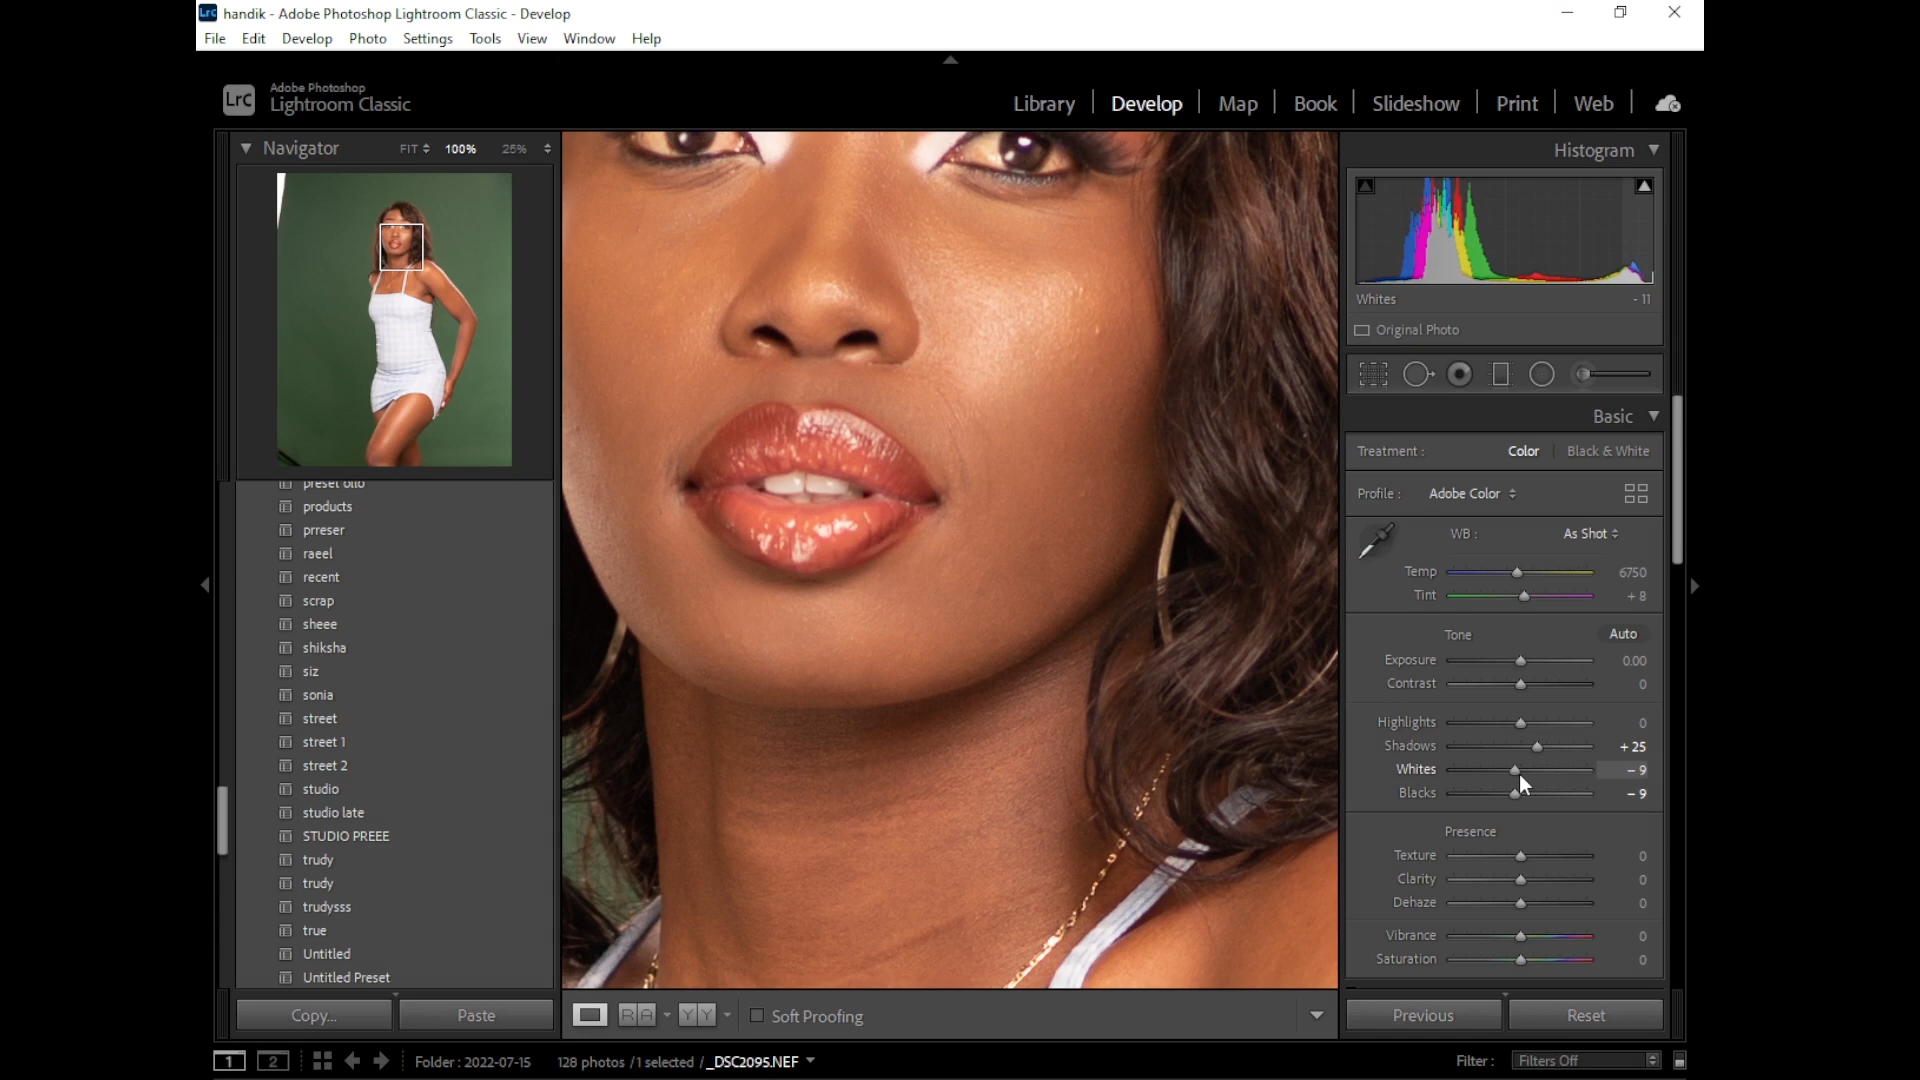 handik - Adobe Photoshop Lightroom Classic - Develop
File Edit Develop Photo Settings Tools View Window Help
Lrc Adobe Photoshop
Lightroom Classic
Library Develop Map Book Slideshow Print Web
Navigator FIT 100% 25%
Histogram
Whites - 11
Original Photo
Basic
Treatment : Color Black & White
Profile : Adobe Color
WB : As Shot
Temp 6750
Tint + 8
Tone Auto
Exposure 0.00
Contrast 0
Highlights 0
Shadows + 25
Whites - 9
Blacks - 9
Presence
Texture 0
Clarity 0
Dehaze 0
Vibrance 0
Saturation 0
preset ollo
products
prreser
raeel
recent
scrap
sheee
shiksha
siz
sonia
street
street 1
street 2
studio
studio late
STUDIO PREEE
trudy
trudy
trudysss
true
Untitled
Untitled Preset
Copy... Paste
R A Y Y Soft Proofing
Previous Reset
1 2 Folder : 2022-07-15 128 photos / 1 selected / _DSC2095.NEF
Filter : Filters Off